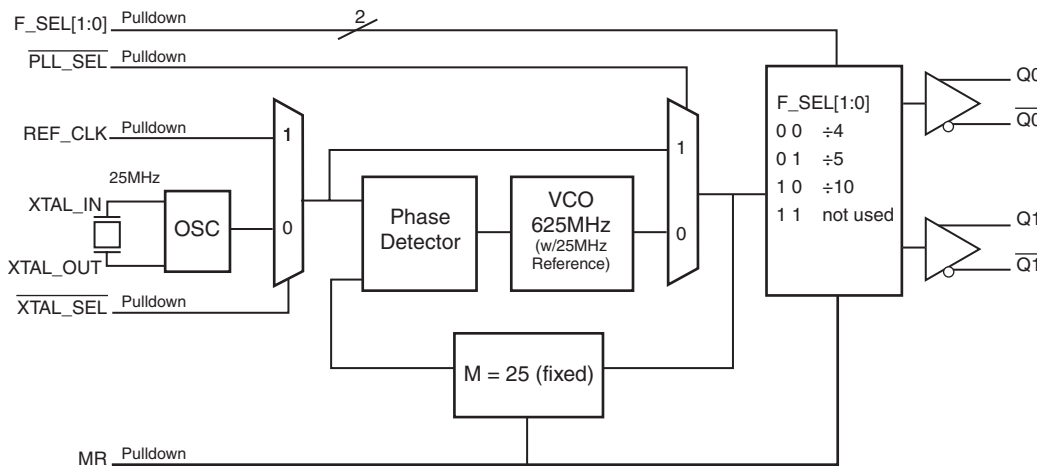 F_SEL[1:0] Pulldown
2
PLL_SEL Pulldown
REF_CLK Pulldown
25MHz
XTAL_IN
OSC
XTAL_OUT
XTAL_SEL Pulldown
1
0
Phase
Detector
VCO
625MHz
(w/25MHz
Reference)
1
0
M = 25 (fixed)
F_SEL[1:0]
0 0 ÷4
0 1 ÷5
1 0 ÷10
1 1 not used
Q0
Q0
Q1
Q1
MR Pulldown